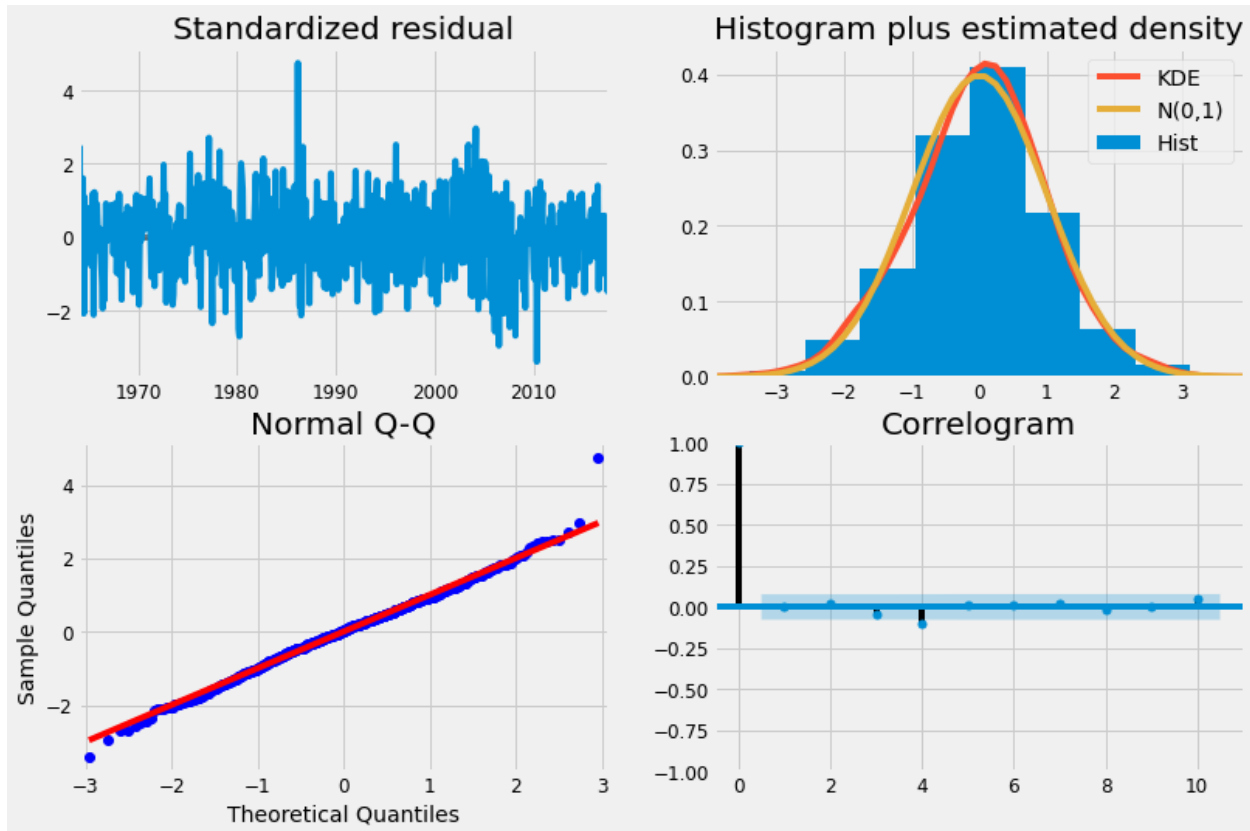 Standardized residual
4
2
0
−2
1970 1980 1990 2000 2010
Histogram plus estimated density
0.4
0.3
0.2
0.1
0.0
−3 −2 −1 0 1 2 3
KDE
N(0,1)
Hist
Normal Q-Q
Sample Quantiles
4
2
0
−2
−3 −2 −1 0 1 2 3
Theoretical Quantiles
Correlogram
1.00
0.75
0.50
0.25
0.00
−0.25
−0.50
−0.75
−1.00
0 2 4 6 8 10